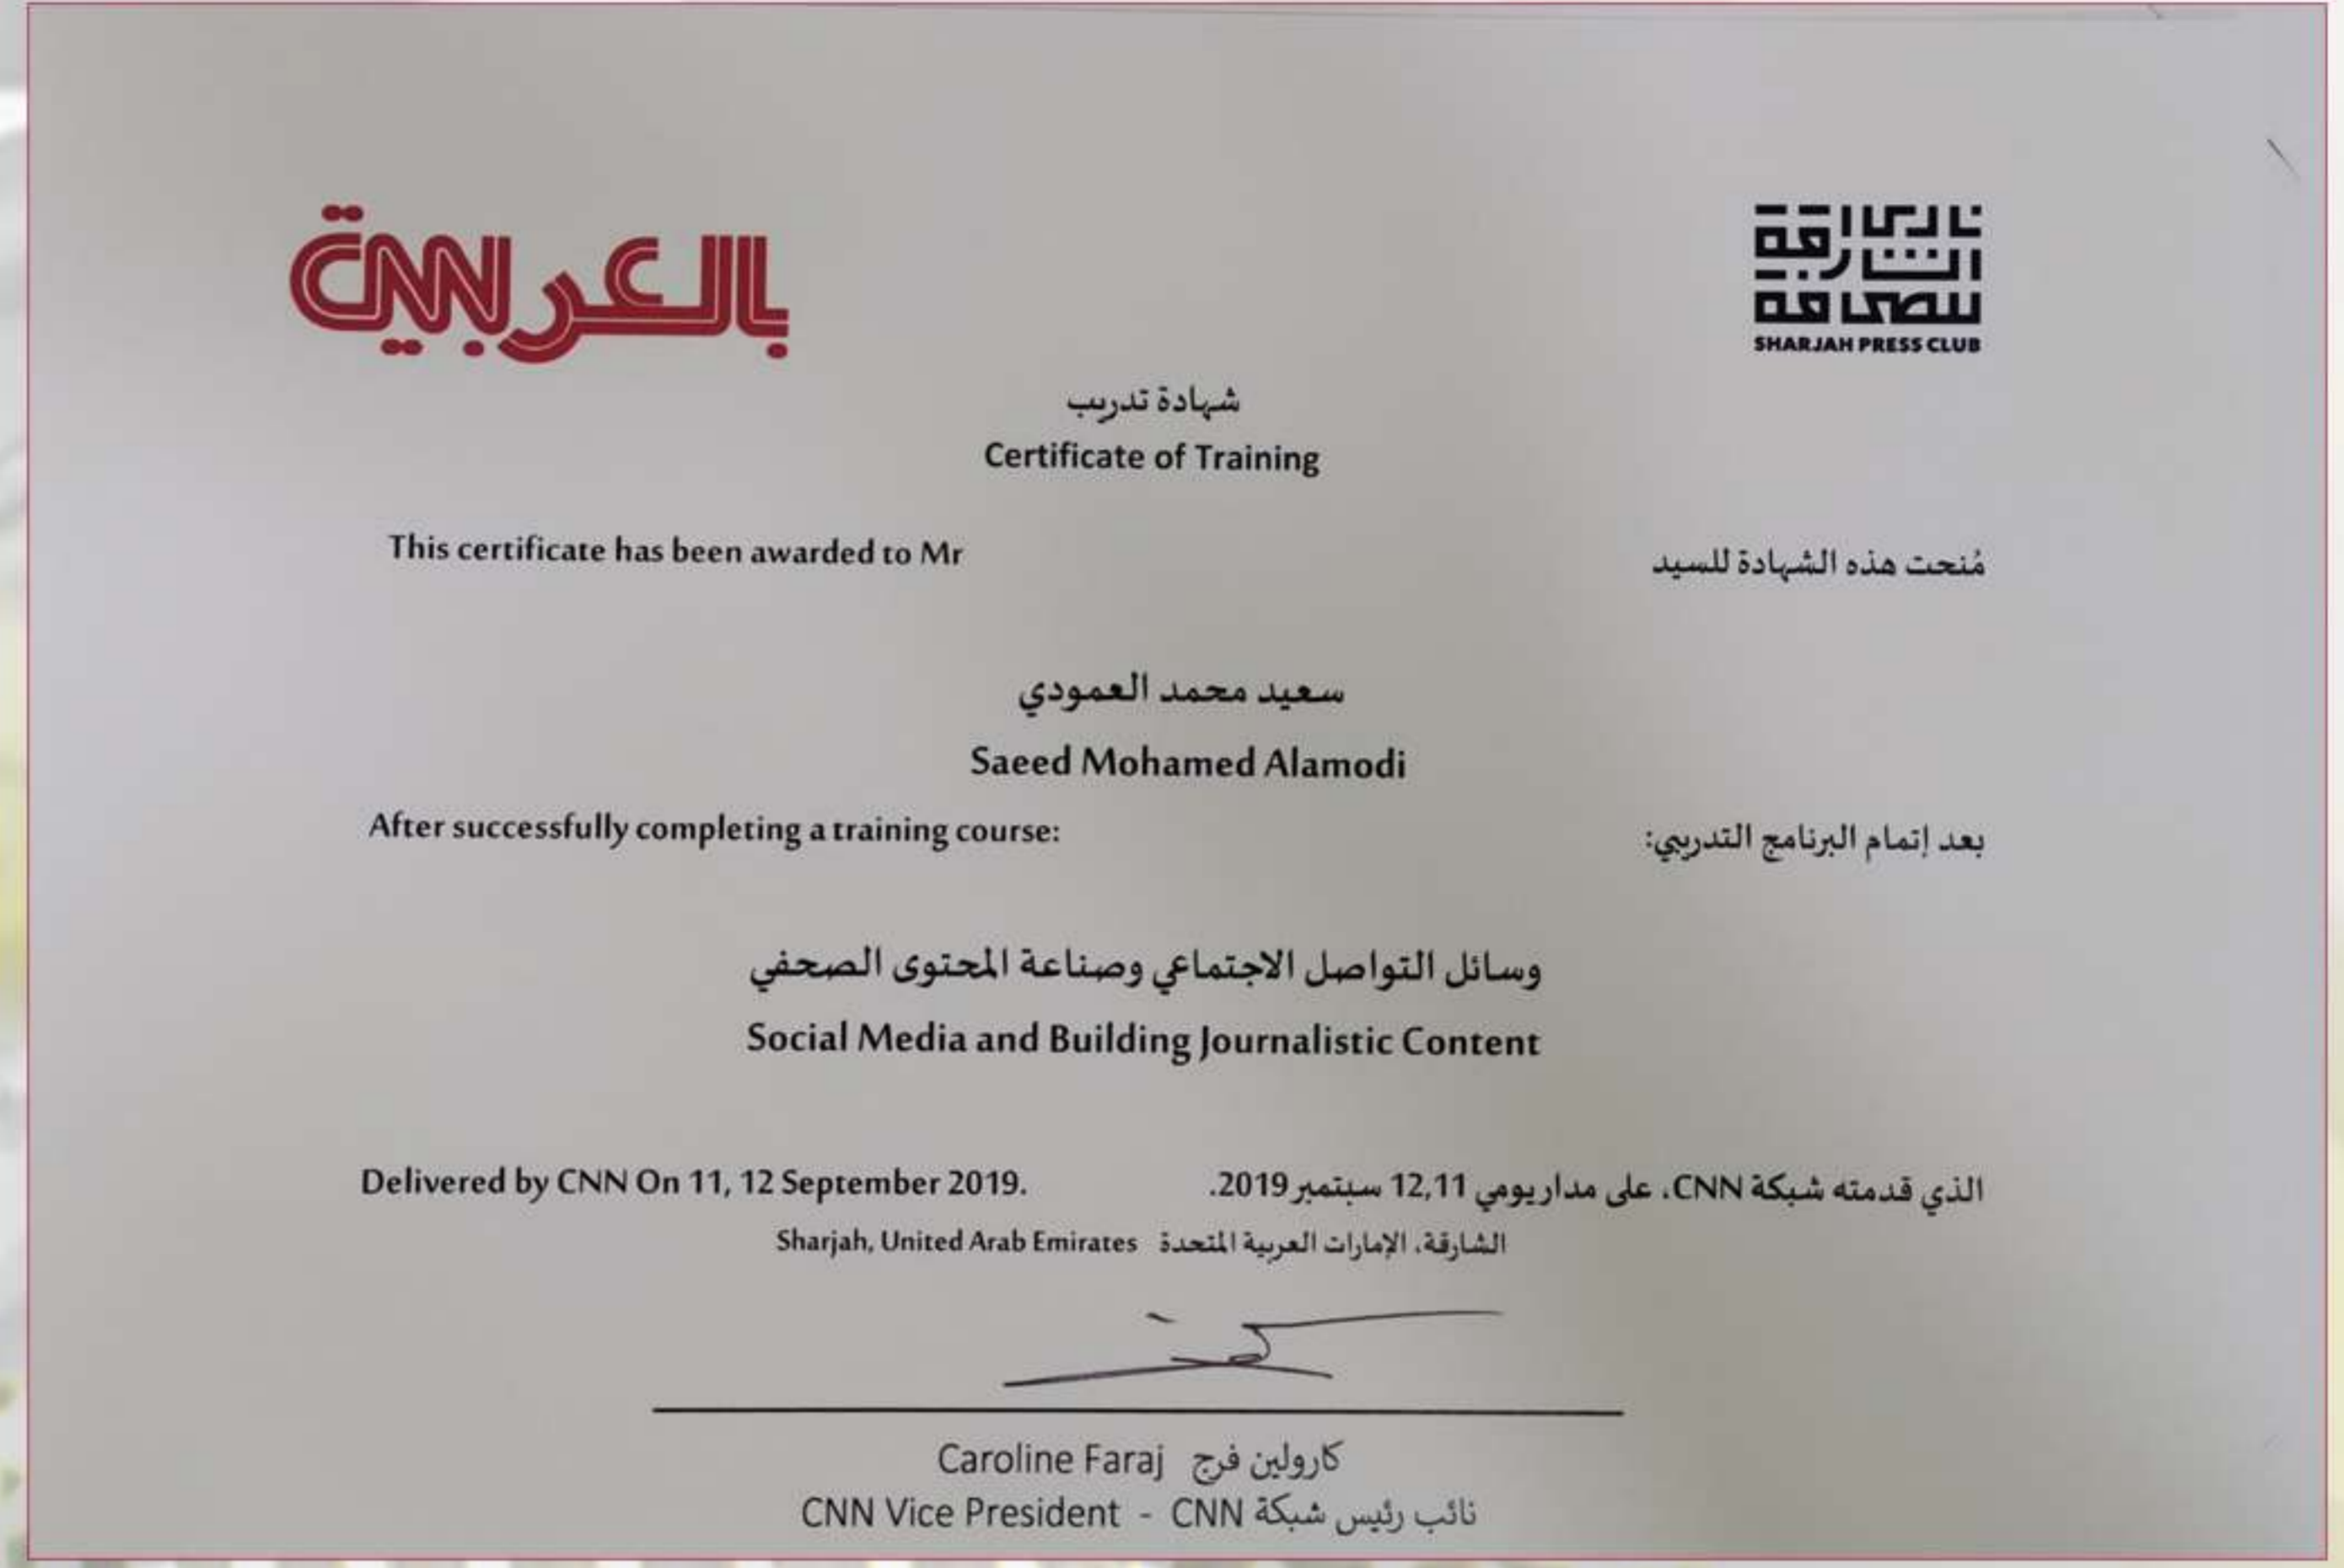 بالعربية
CNN
نادي
الشارقة
للصحافة
SHARJAH PRESS CLUB
شهادة تدريب
Certificate of Training
This certificate has been awarded to Mr
مُنحت هذه الشهادة للسيد
سعيد محمد العمودي
Saeed Mohamed Alamodi
After successfully completing a training course:
بعد إتمام البرنامج التدريبي:
وسائل التواصل الاجتماعي وصناعة المحتوى الصحفي
Social Media and Building Journalistic Content
Delivered by CNN On 11, 12 September 2019.
الذي قدمته شبكة CNN، على مدار يومي 12,11 سبتمبر 2019.
Sharjah, United Arab Emirates الشارقة، الإمارات العربية المتحدة
Caroline Faraj كارولين فرج
CNN Vice President - CNN نائب رئيس شبكة